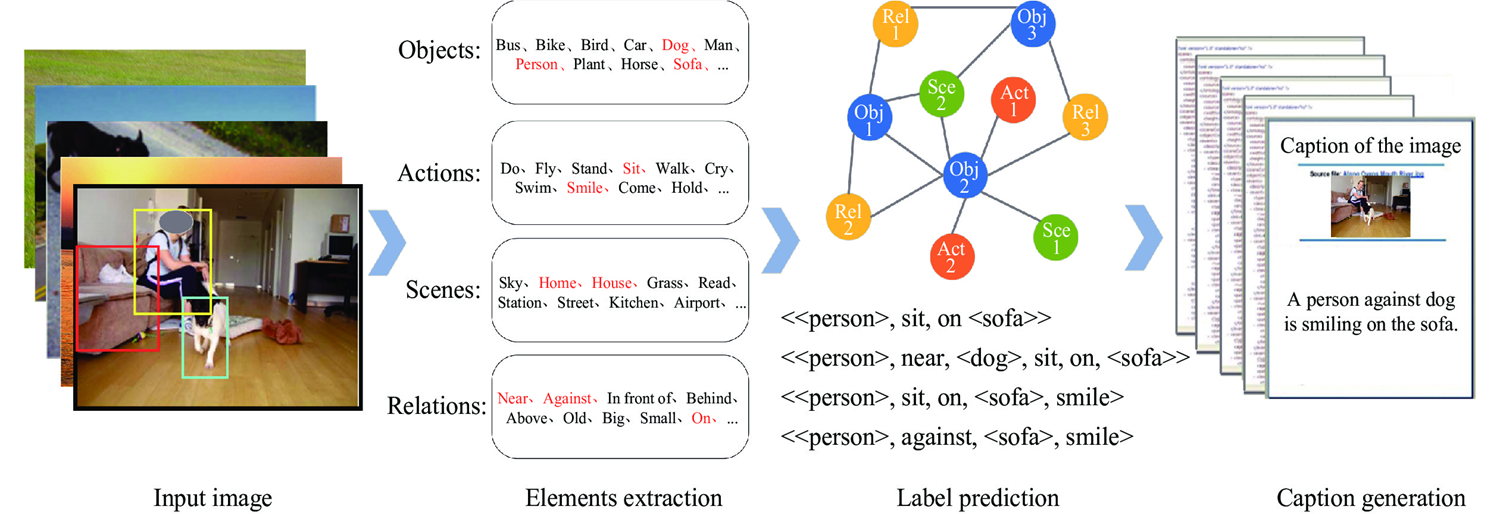 Objects:
Bus、Bike、Bird、Car、Dog、Man、
Person、Plant、Horse、Sofa、...
Actions:
Do、Fly、Stand、Sit、Walk、Cry、
Swim、Smile、Come、Hold、...
Scenes:
Sky、Home、House、Grass、Read、
Station、Street、Kitchen、Airport、...
Relations:
Near、Against、In front of、Behind、
Above、Old、Big、Small、On、...
Rel
1
Obj
3
Sce
2
Act
1
Obj
1
Rel
3
Obj
2
Rel
2
Act
2
Sce
1
<<person>, sit, on <sofa>>
<<person>, near, <dog>, sit, on, <sofa>>
<<person>, sit, on, <sofa>, smile>
<<person>, against, <sofa>, smile>
Caption of the image
Source file:
A person against dog
is smiling on the sofa.
Input image
Elements extraction
Label prediction
Caption generation